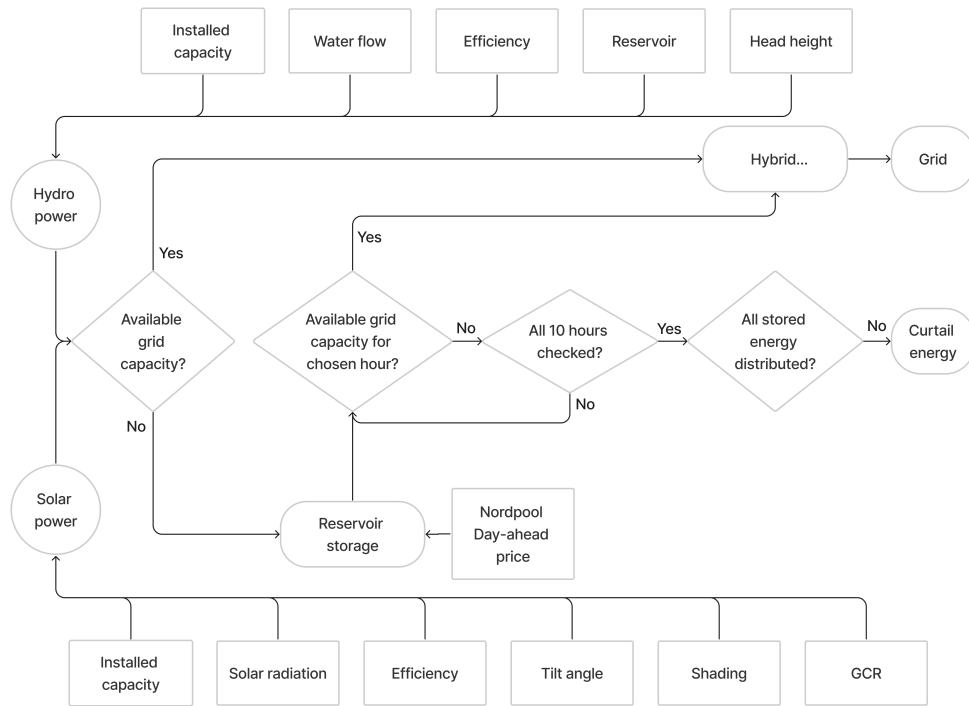 Installed
capacity
Water flow
Efficiency
Reservoir
Head height
Hybrid...
Grid
Hydro
power
Yes
Yes
Available
grid
capacity?
Available grid
capacity for
chosen hour?
No
All 10 hours
checked?
Yes
All stored
energy
distributed?
No
Curtail
energy
No
No
Solar
power
Reservoir
storage
Nordpool
Day-ahead
price
Installed
capacity
Solar radiation
Efficiency
Tilt angle
Shading
GCR